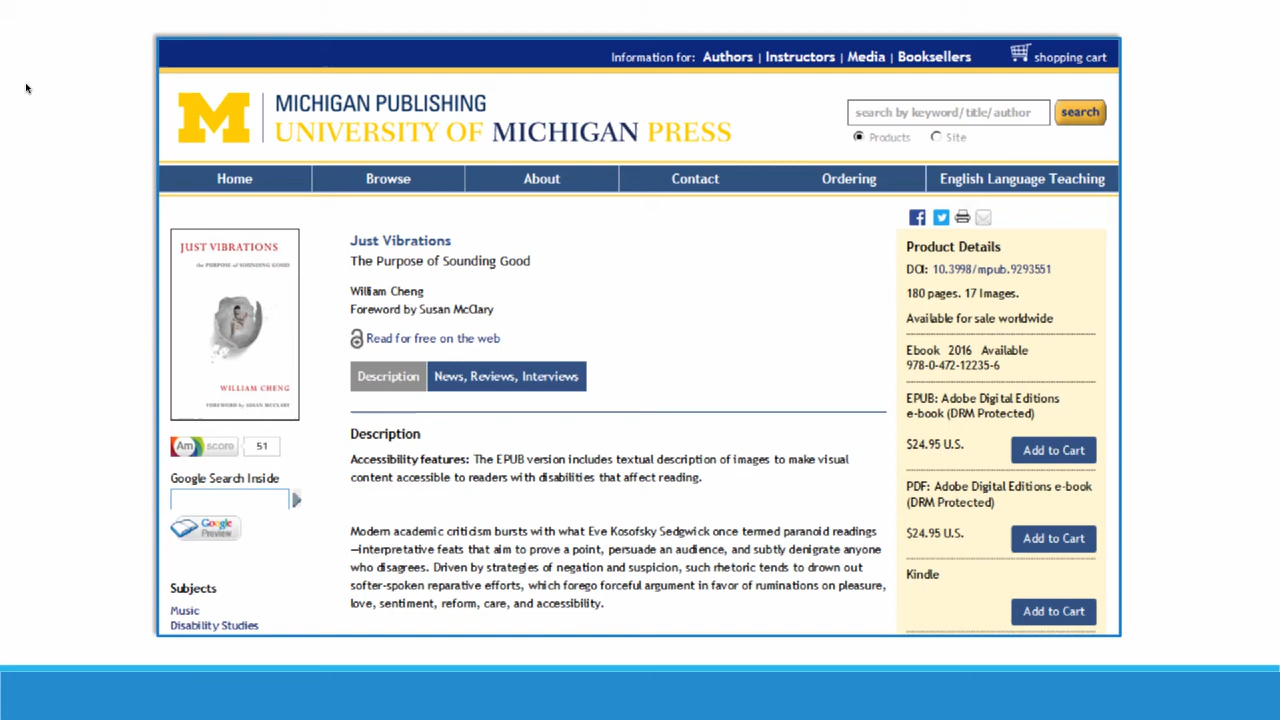 Information for: Authors | Instructors | Media | Booksellers shopping cart
M MICHIGAN PUBLISHING
UNIVERSITY OF MICHIGAN PRESS
search by keyword/title/author search
Products Site
Home Browse About Contact Ordering English Language Teaching
JUST VIBRATIONS
the PURPOSE of SOUNDING GOOD
WILLIAM CHENG
FOREWORD by SUSAN McCLARY
Am score 51
Google Search Inside
Google Preview
Subjects
Music
Disability Studies
Just Vibrations
The Purpose of Sounding Good
William Cheng
Foreword by Susan McClary
Read for free on the web
Description News, Reviews, Interviews
Description
Accessibility features: The EPUB version includes textual description of images to make visual
content accessible to readers with disabilities that affect reading.
Modern academic criticism bursts with what Eve Kosofsky Sedgwick once termed paranoid readings
—interpretative feats that aim to prove a point, persuade an audience, and subtly denigrate anyone
who disagrees. Driven by strategies of negation and suspicion, such rhetoric tends to drown out
softer-spoken reparative efforts, which forego forceful argument in favor of ruminations on pleasure,
love, sentiment, reform, care, and accessibility.
Product Details
DOI: 10.3998/mpub.9293551
180 pages. 17 Images.
Available for sale worldwide
Ebook 2016 Available
978-0-472-12235-6
EPUB: Adobe Digital Editions
e-book (DRM Protected)
$24.95 U.S. Add to Cart
PDF: Adobe Digital Editions e-book
(DRM Protected)
$24.95 U.S. Add to Cart
Kindle
Add to Cart